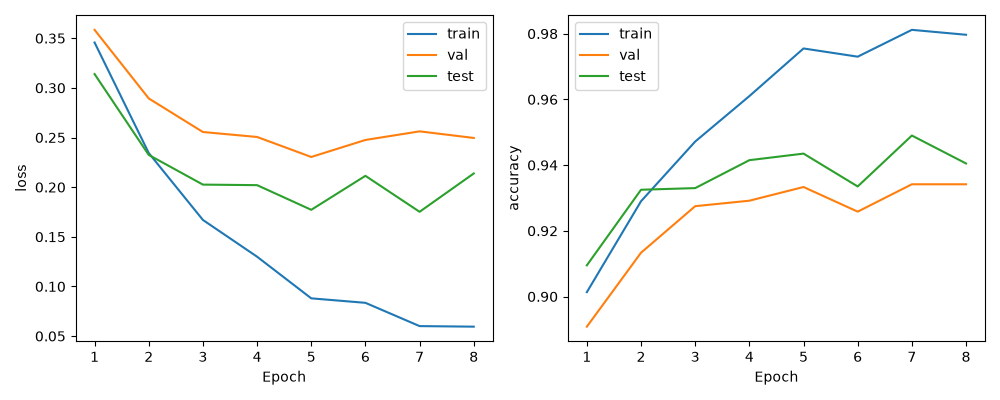 0.35
0.30
0.25
0.20
0.15
0.10
0.05
loss
1 2 3 4 5 6 7 8
Epoch
train
val
test
0.98
0.96
0.94
0.92
0.90
accuracy
1 2 3 4 5 6 7 8
Epoch
train
val
test